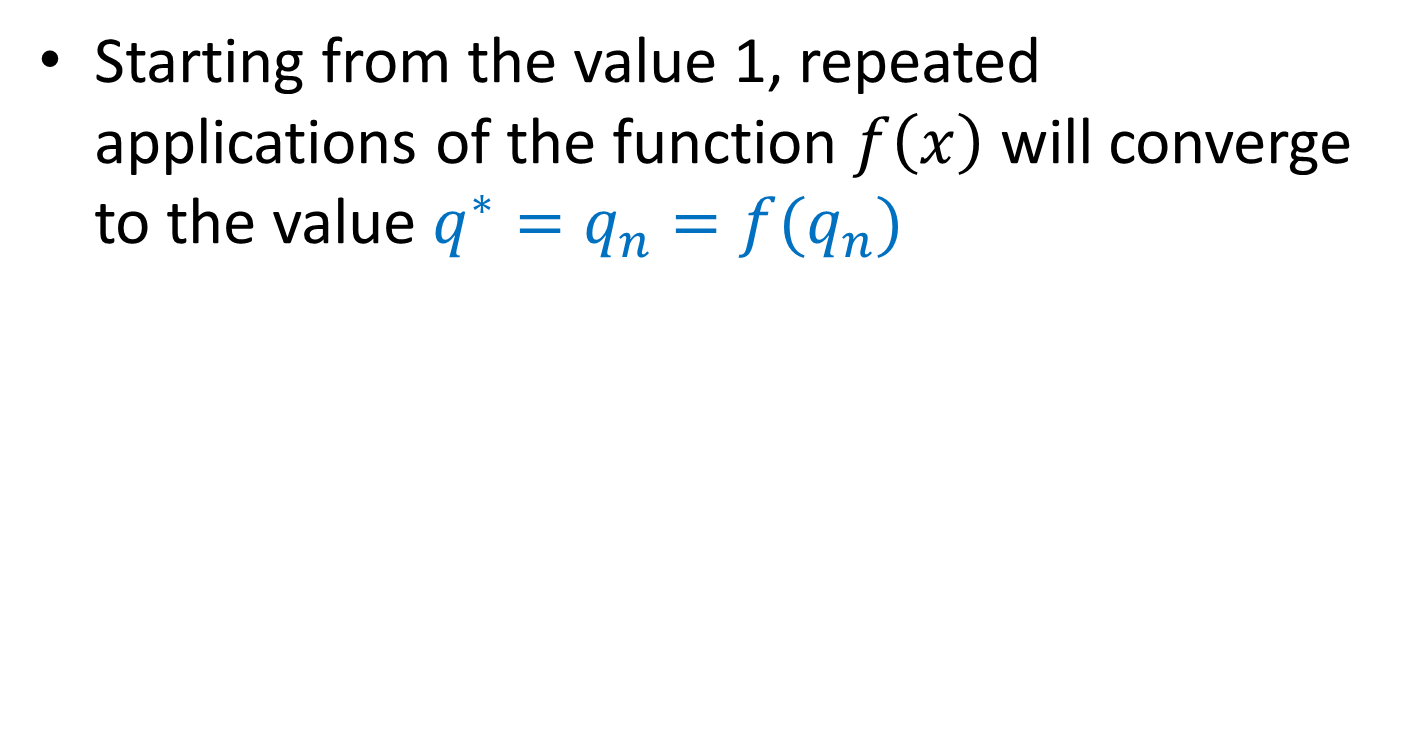 • Starting from the value 1, repeated
applications of the function 𝑓(𝑥) will converge
to the value 𝑞* = 𝑞ₙ = 𝑓(𝑞ₙ)